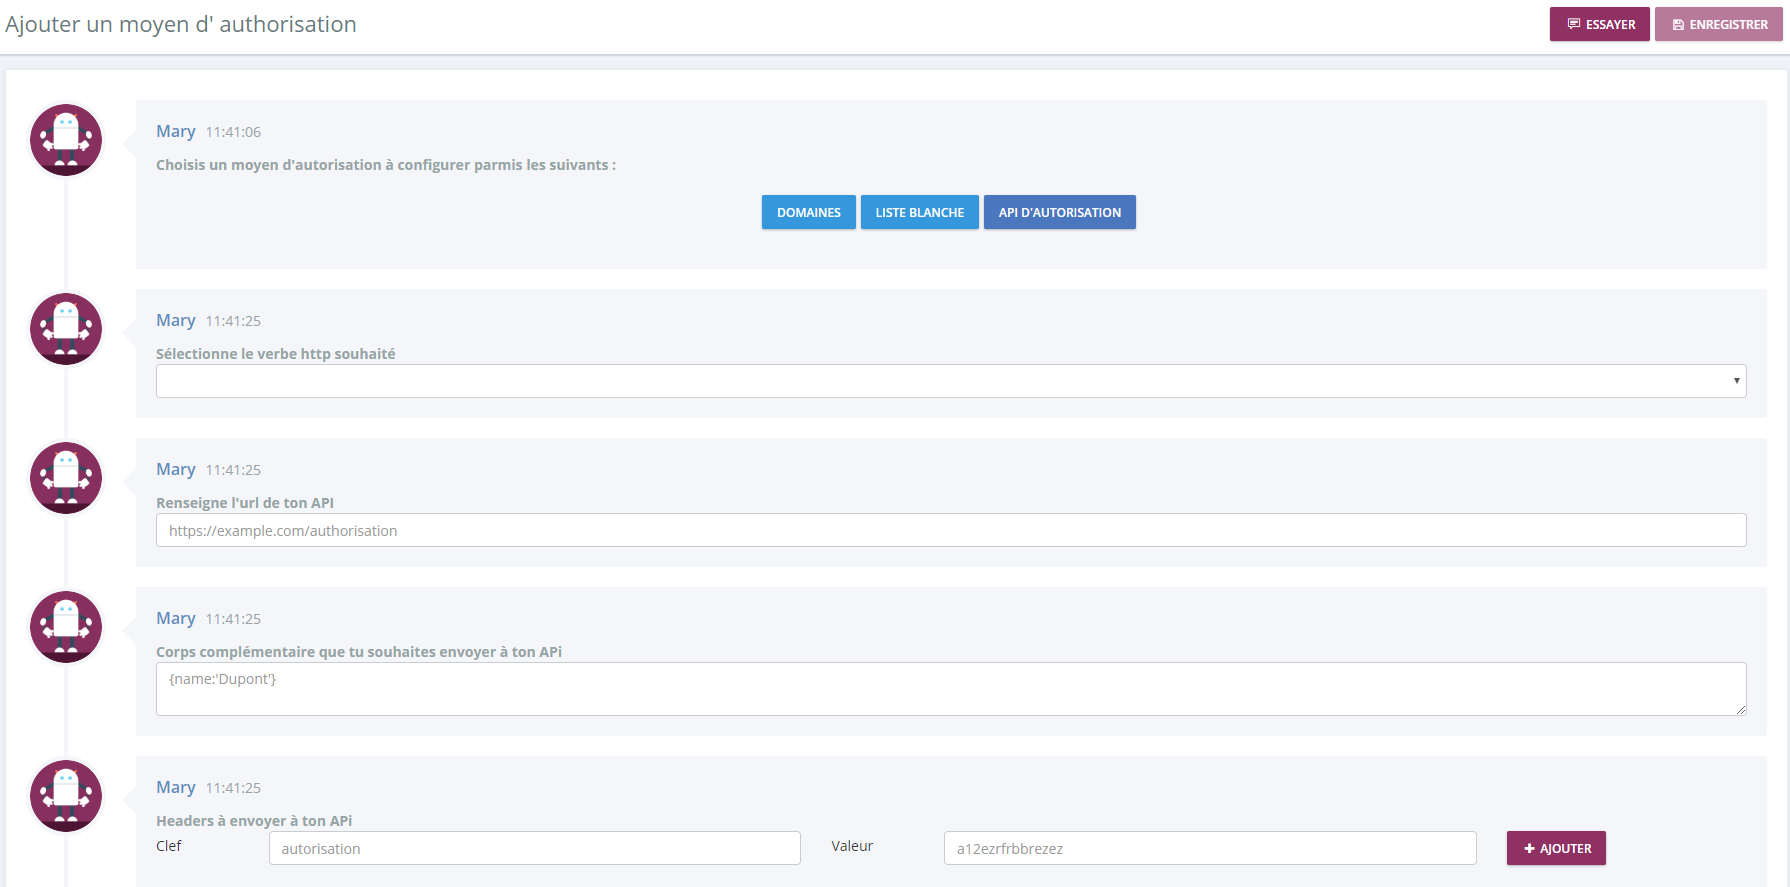 Ajouter un moyen d' authorisation
ESSAYER
ENREGISTRER
Mary 11:41:06
Choisis un moyen d'autorisation à configurer parmis les suivants :
DOMAINES
LISTE BLANCHE
API D'AUTORISATION
Mary 11:41:25
Sélectionne le verbe http souhaité
Mary 11:41:25
Renseigne l'url de ton API
https://example.com/authorisation
Mary 11:41:25
Corps complémentaire que tu souhaites envoyer à ton APi
{name:'Dupont'}
Mary 11:41:25
Headers à envoyer à ton APi
Clef
autorisation
Valeur
a12ezrfrbbrezez
AJOUTER